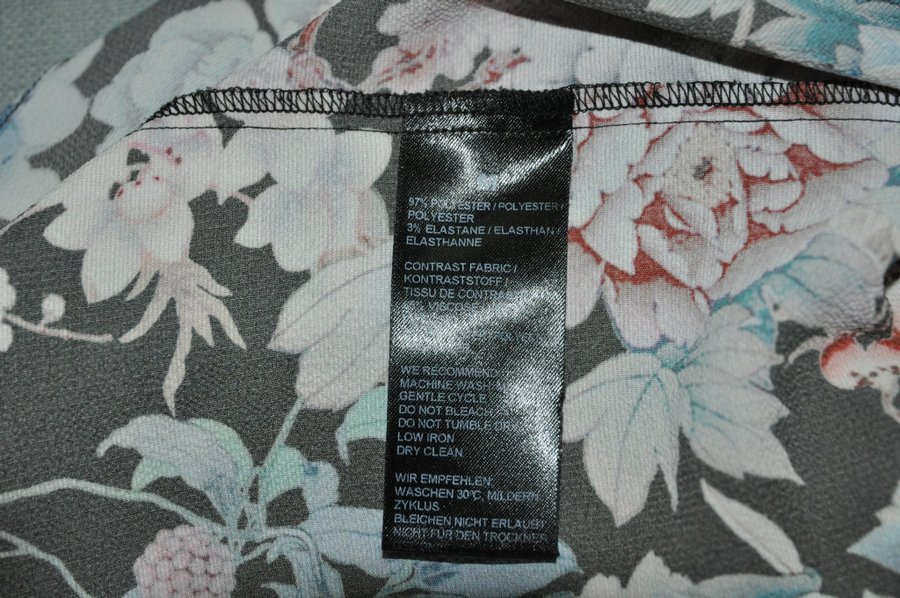 97% POLYESTER / POLYESTER /
POLYESTER
3% ELASTANE / ELASTHAN /
ELASTHANNE
CONTRAST FABRIC /
KONTRASTSTOFF /
TISSU DE
WE RECOMMEND
MACHINE WASH
GENTLE CYCLE
DO NOT BLEACH
DO NOT TUMBLE
LOW IRON
DRY CLEAN
WIR EMPFEHLEN:
WASCHEN 30°C, MILDERN
ZYKLUS
BLEICHEN NICHT ERLAUBT
NICHT FÜR DEN TROCKNER